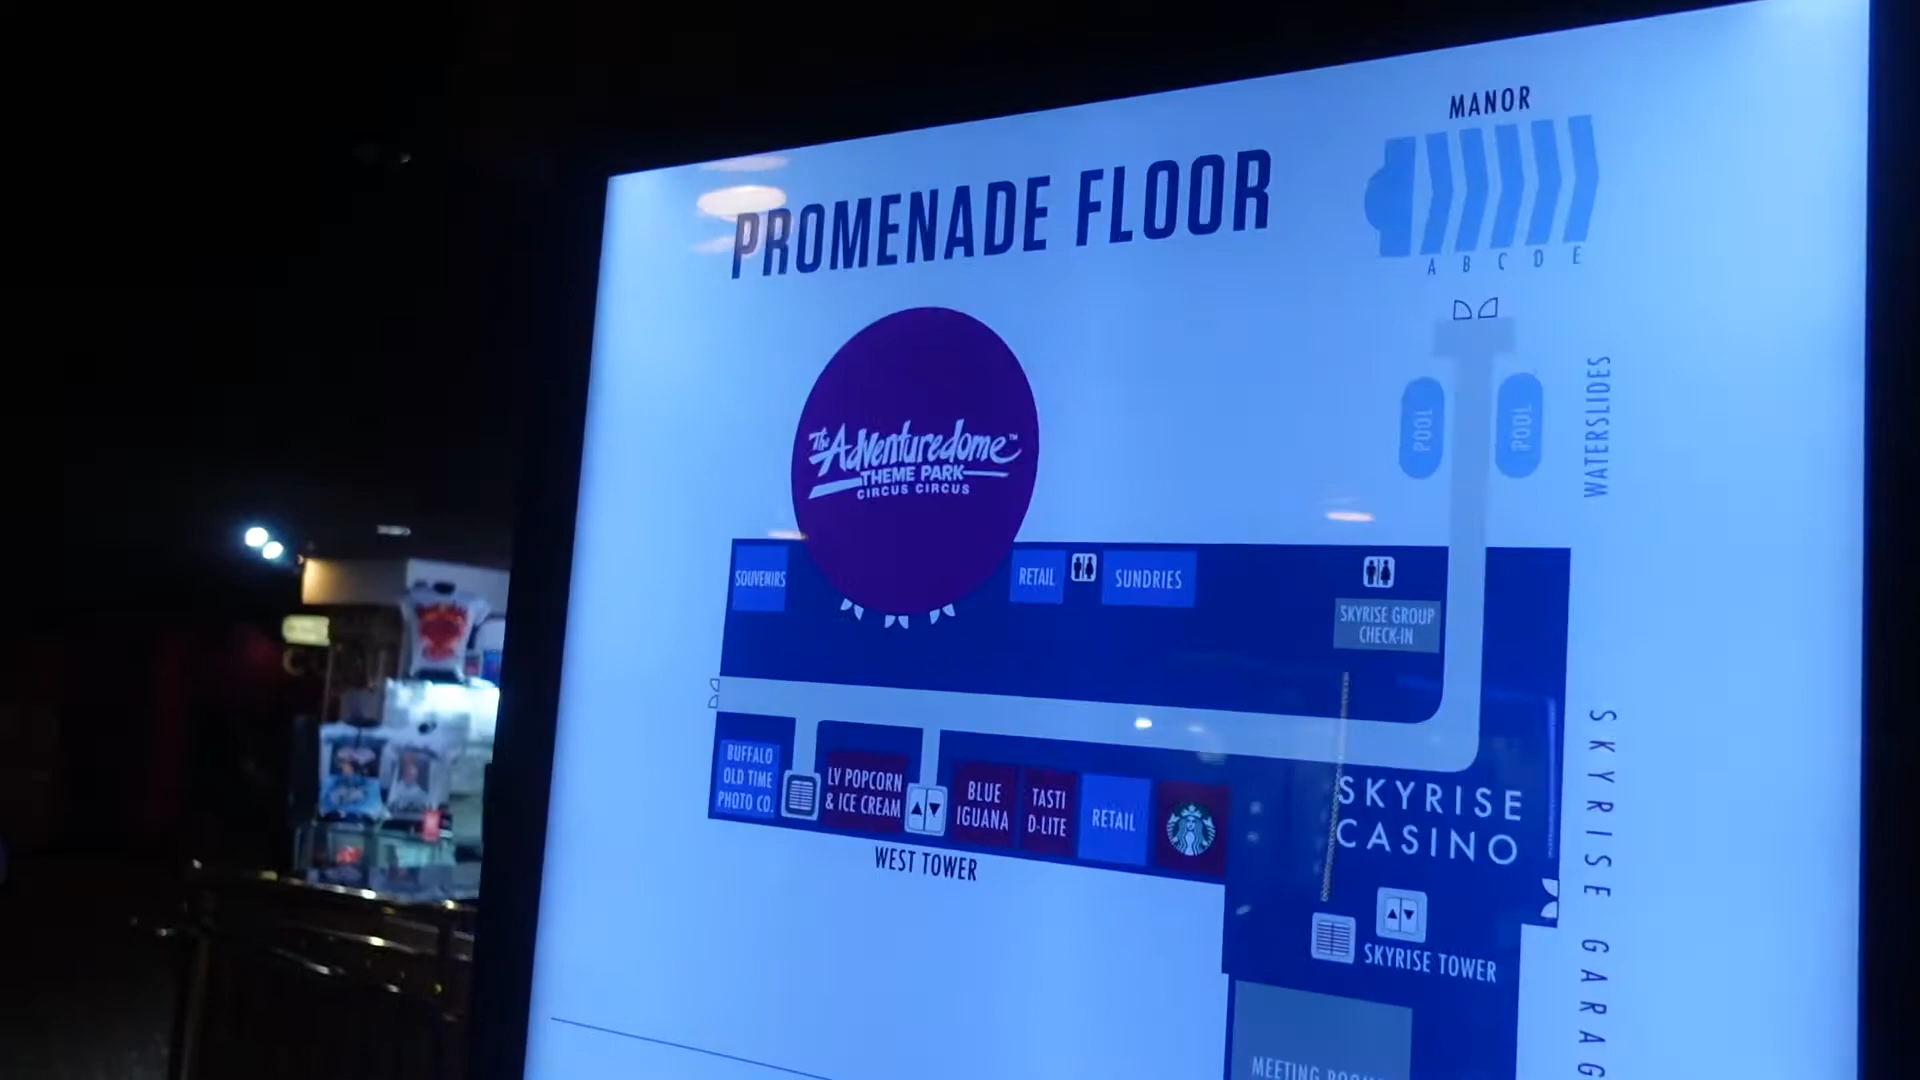 MANOR
PROMENADE FLOOR
A B C D E
The Adventuredome™
THEME PARK
CIRCUS CIRCUS
POOL
POOL
WATERSLIDES
SOUVENIRS
RETAIL
SUNDRIES
SKYRISE GROUP
CHECK-IN
BUFFALO
OLD TIME
PHOTO CO.
LV POPCORN
& ICE CREAM
BLUE
IGUANA
TASTI
D-LITE
RETAIL
SKYRISE
CASINO
WEST TOWER
SKYRISE TOWER
SKYRISE GARAG
MEETING